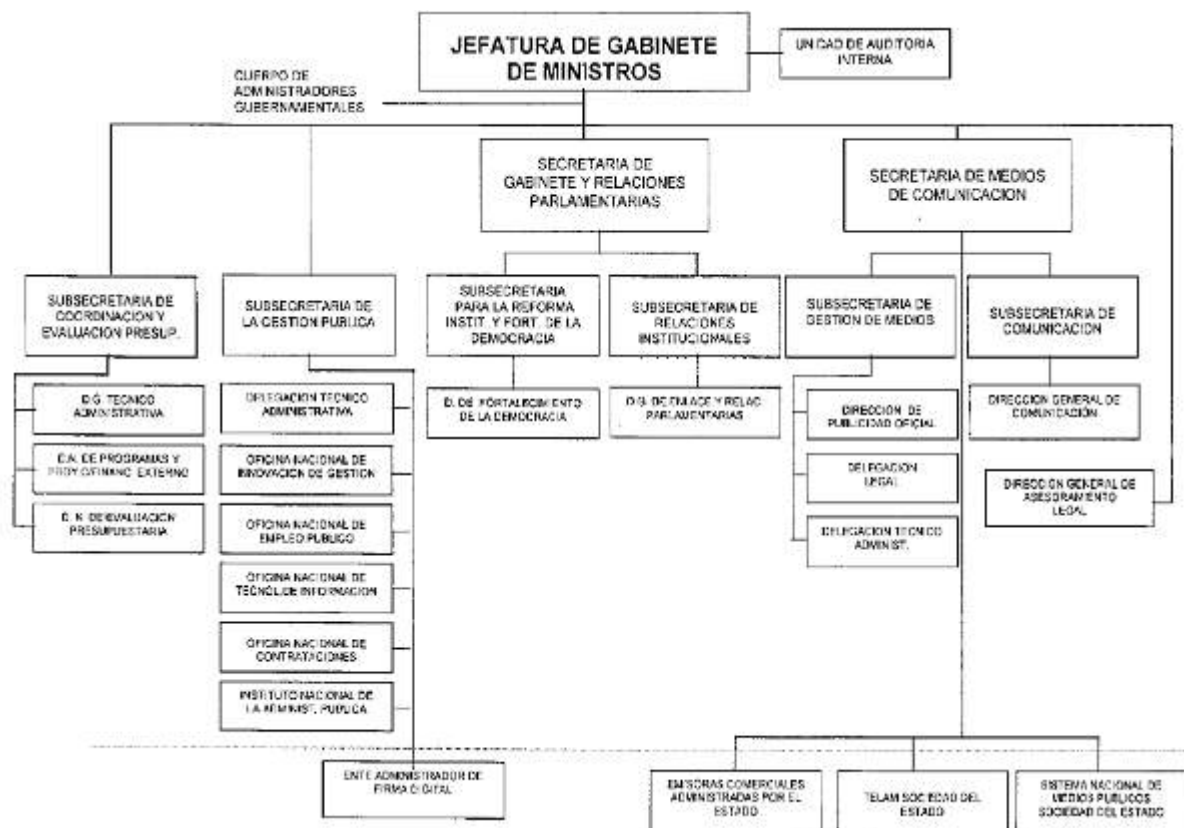 JEFATURA DE GABINETE
DE MINISTROS
UNIDAD DE AUDITORIA
INTERNA
CUERPO DE
ADMINISTRADORES
GUBERNAMENTALES
SECRETARIA DE
GABINETE Y RELACIONES
PARLAMENTARIAS
SECRETARIA DE MEDIOS
DE COMUNICACION
SUBSECRETARIA DE
COORDINACION Y
EVALUACION PRESUP.
SUBSECRETARIA DE
LA GESTION PUBLICA
SUBSECRETARIA
PARA LA REFORMA
INSTIT. Y FORT. DE LA
DEMOCRACIA
SUBSECRETARIA DE
RELACIONES
INSTITUCIONALES
SUBSECRETARIA DE
GESTION DE MEDIOS
SUBSECRETARIA DE
COMUNICACION
D.G. TECNICO
ADMINISTRATIVA
D.N. DE PROGRAMAS Y
PROY.C/FINANC. EXTERNO
D. N. DE EVALUACION
PRESUPUESTARIA
DELEGACION TECNICO
ADMINISTRATIVA
OFICINA NACIONAL DE
INNOVACION DE GESTION
OFICINA NACIONAL DE
EMPLEO PUBLICO
OFICINA NACIONAL DE
TECNOL.DE INFORMACION
OFICINA NACIONAL DE
CONTRATACIONES
INSTITUTO NACIONAL DE
LA ADMINIST. PUBLICA
D. DE FORTALECIMIENTO
DE LA DEMOCRACIA
D.G. DE ENLACE Y RELAC.
PARLAMENTARIAS
DIRECCION DE
PUBLICIDAD OFICIAL
DELEGACION
LEGAL
DELEGACION TECNICO
ADMINIST.
DIRECCION GENERAL DE
COMUNICACIÓN
DIRECCION GENERAL DE
ASESORAMIENTO
LEGAL
ENTE ADMINISTRADOR DE
FIRMA DIGITAL
EMISORAS COMERCIALES
ADMINISTRADAS POR EL
ESTADO
TELAM SOCIEDAD DEL
ESTADO
SISTEMA NACIONAL DE
MEDIOS PUBLICOS
SOCIEDAD DEL ESTADO